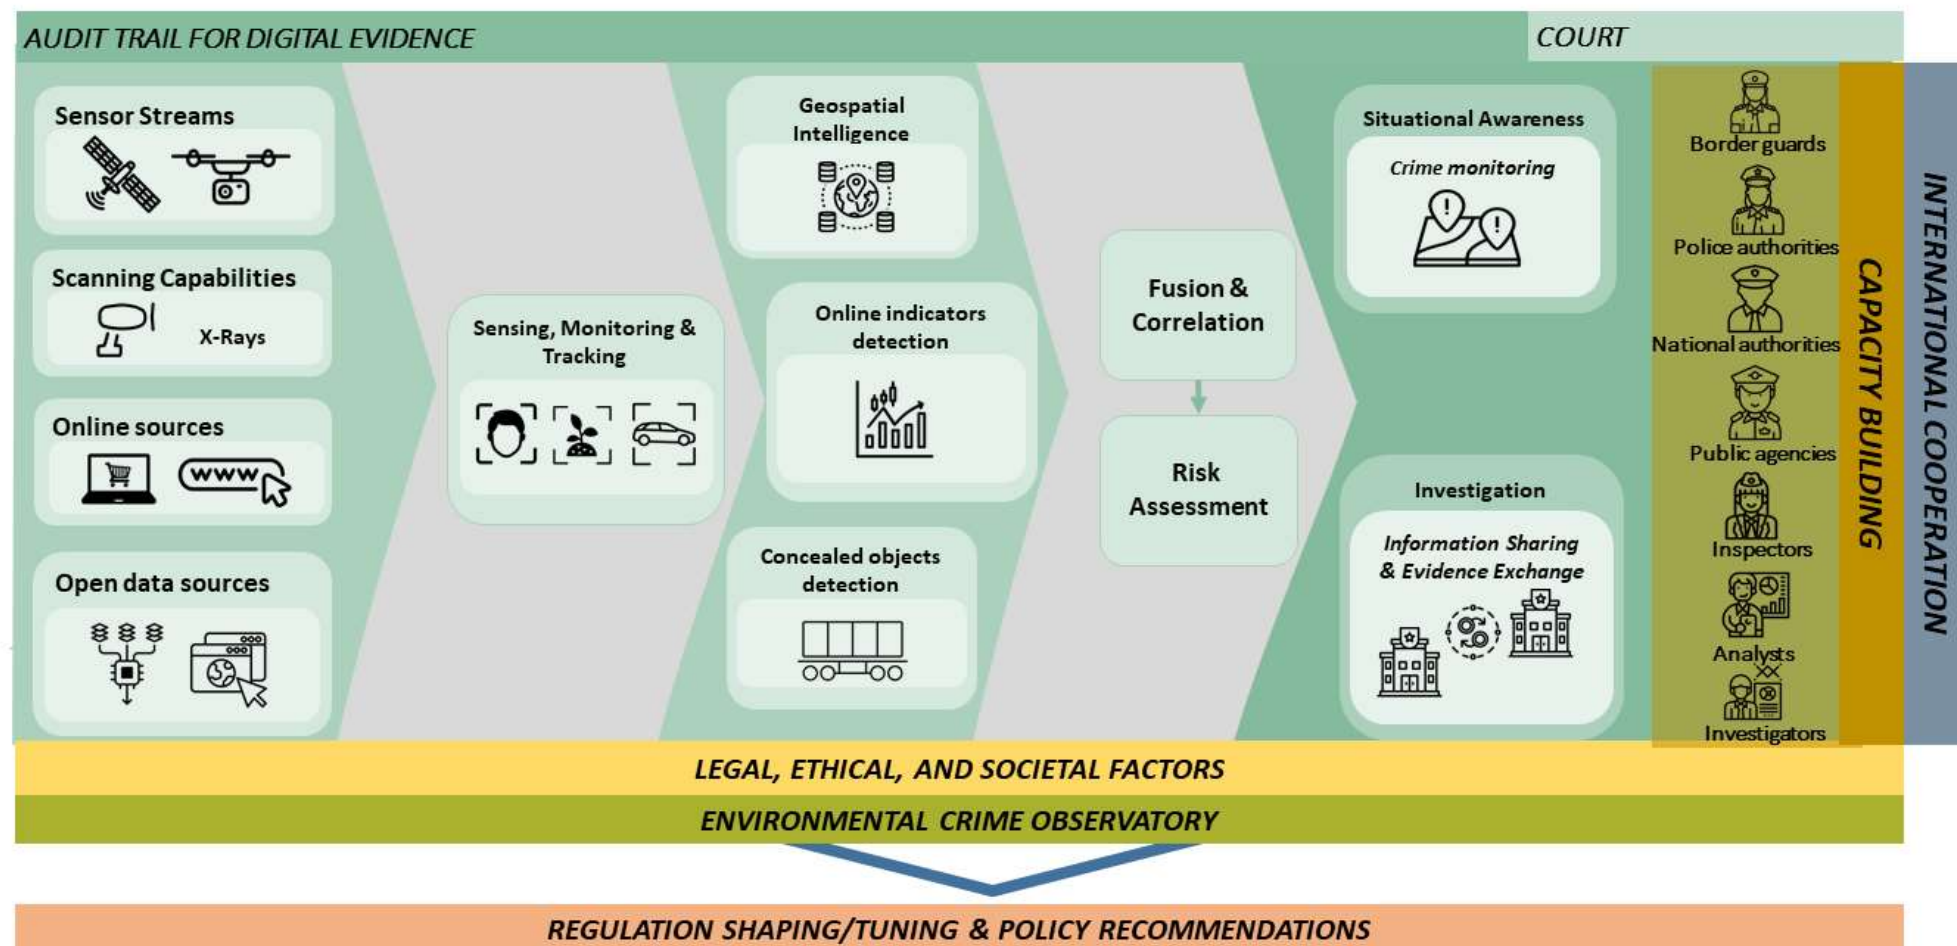 AUDIT TRAIL FOR DIGITAL EVIDENCE
COURT
Sensor Streams
Scanning Capabilities
X-Rays
Online sources
www
Open data sources
Sensing, Monitoring &
Tracking
Geospatial
Intelligence
Online indicators
detection
Concealed objects
detection
Fusion &
Correlation
Risk
Assessment
Situational Awareness
Crime monitoring
Investigation
Information Sharing
& Evidence Exchange
Border guards
Police authorities
National authorities
Public agencies
Inspectors
Analysts
Investigators
CAPACITY BUILDING
INTERNATIONAL COOPERATION
LEGAL, ETHICAL, AND SOCIETAL FACTORS
ENVIRONMENTAL CRIME OBSERVATORY
REGULATION SHAPING/TUNING & POLICY RECOMMENDATIONS